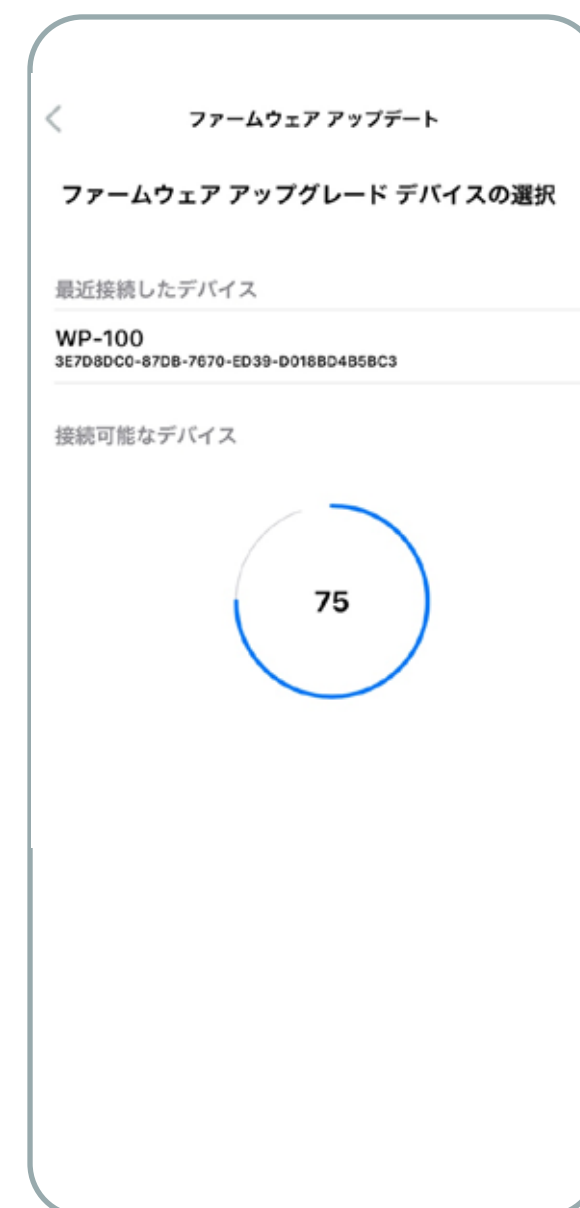 ファームウェア アップデート
ファームウェア アップグレード デバイスの選択
最近接続したデバイス
WP-100
3E7D8DC0-87DB-7670-ED39-D018BD4B5BC3
接続可能なデバイス
75